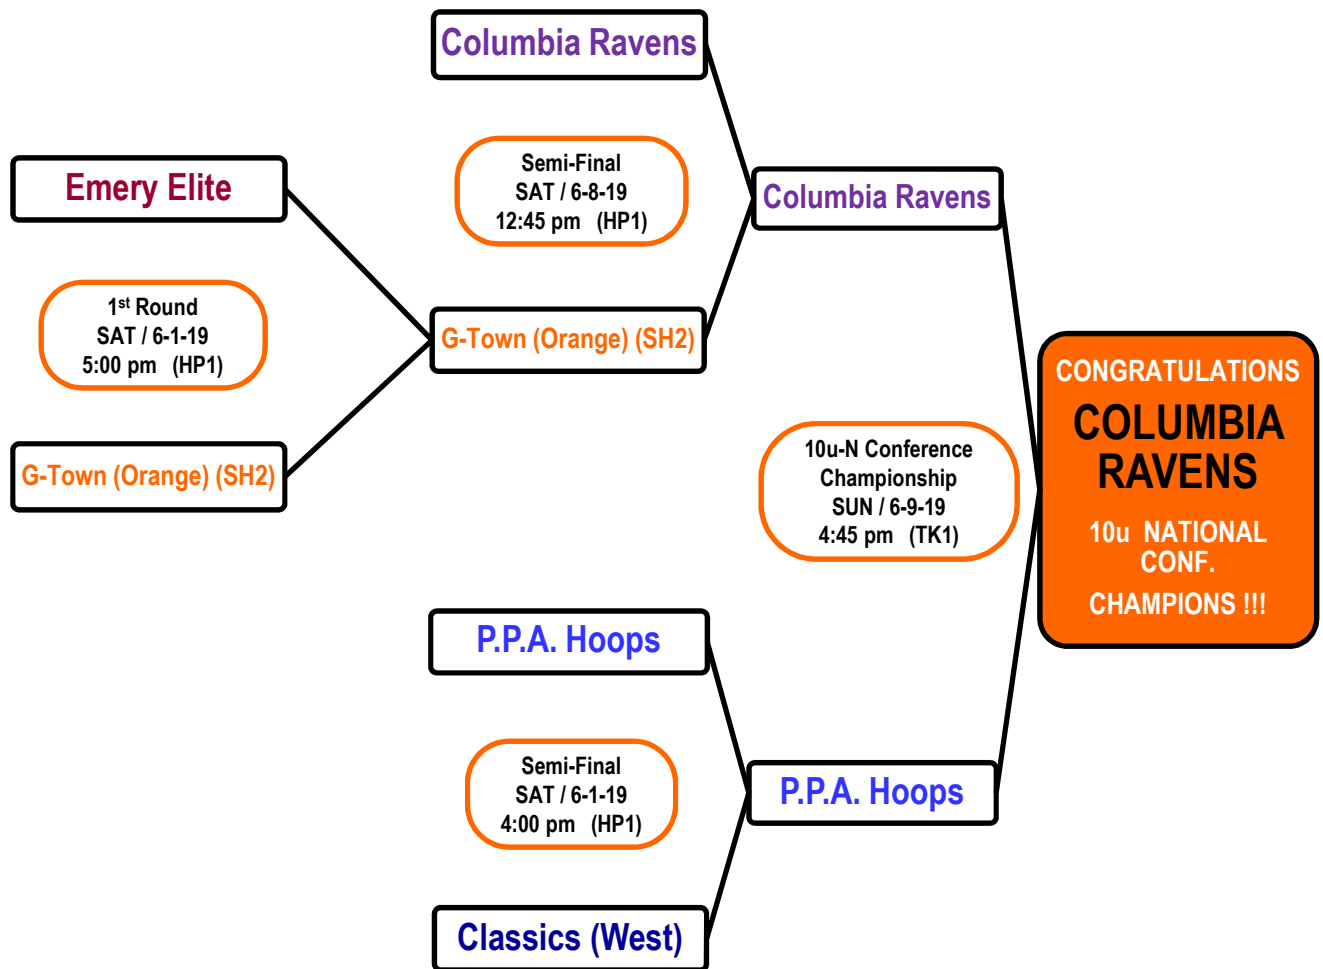 Columbia Ravens
Semi-Final
SAT / 6-8-19
12:45 pm (HP1)
Emery Elite
Columbia Ravens
1st Round
SAT / 6-1-19
5:00 pm (HP1)
G-Town (Orange) (SH2)
G-Town (Orange) (SH2)
10u-N Conference
Championship
SUN / 6-9-19
4:45 pm (TK1)
CONGRATULATIONS
COLUMBIA
RAVENS
10u NATIONAL
CONF.
CHAMPIONS !!!
P.P.A. Hoops
Semi-Final
SAT / 6-1-19
4:00 pm (HP1)
P.P.A. Hoops
Classics (West)